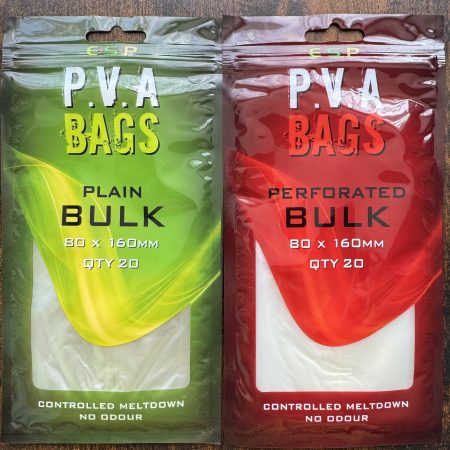 E.S.P
P.V.A
BAGS
PLAIN
BULK
80 x 160MM
QTY 20
CONTROLLED MELTDOWN
NO ODOUR
E.S.P
P.V.A
BAGS
PERFORATED
BULK
80 x 160MM
QTY 20
CONTROLLED MELTDOWN
NO ODOUR